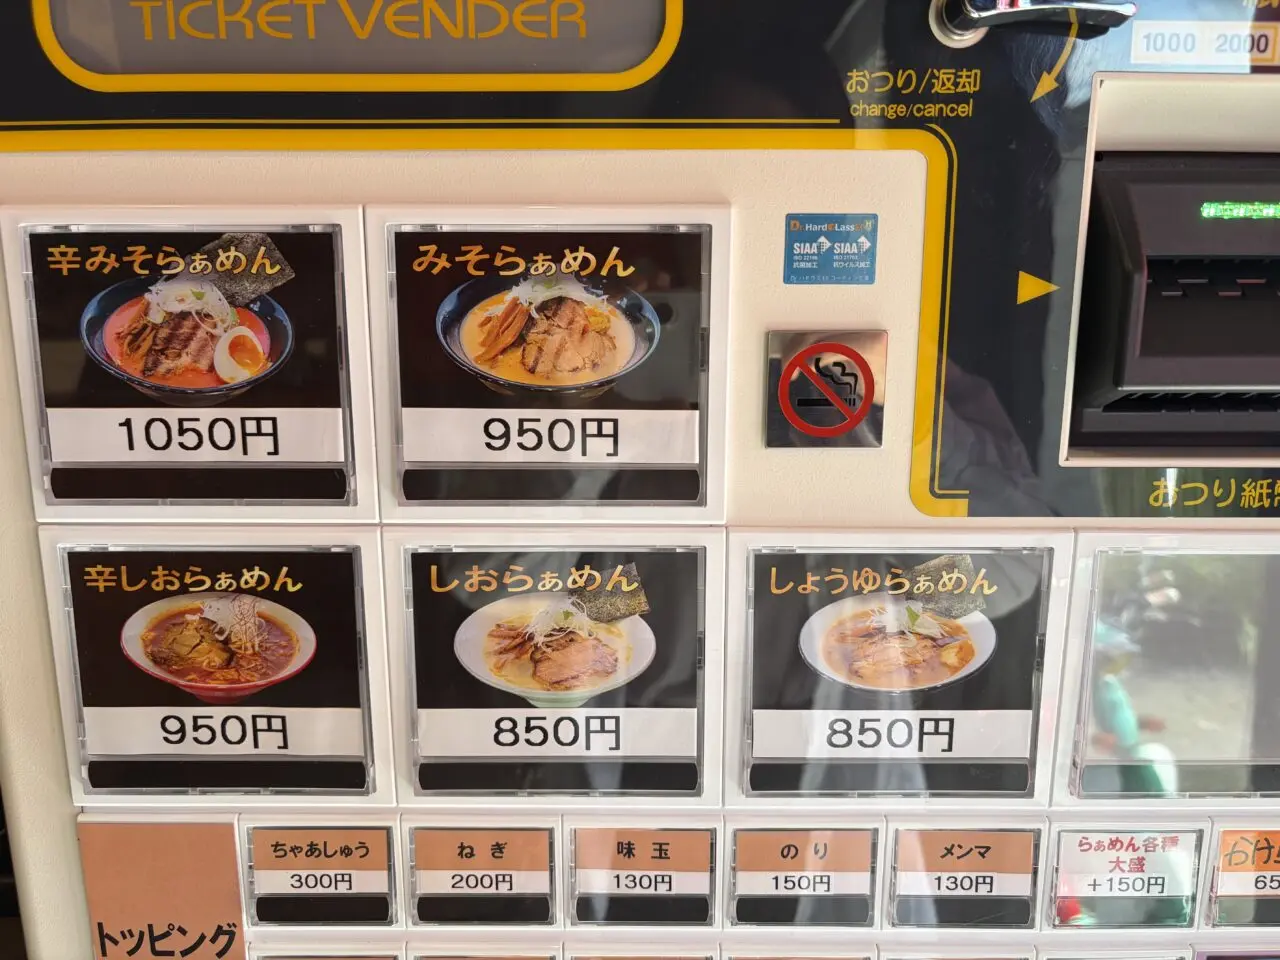 TICKET VENDER
おつり/返却
change/cancel
1000 2000
辛みそらぁめん
1050円
みそらぁめん
950円
SIAA SIAA
おつり紙
辛しおらぁめん
950円
しおらぁめん
850円
しょうゆらぁめん
850円
トッピング
ちゃあしゅう
300円
ねぎ
200円
味玉
130円
のり
150円
メンマ
130円
らぁめん各種
大盛
+150円
かけ
65